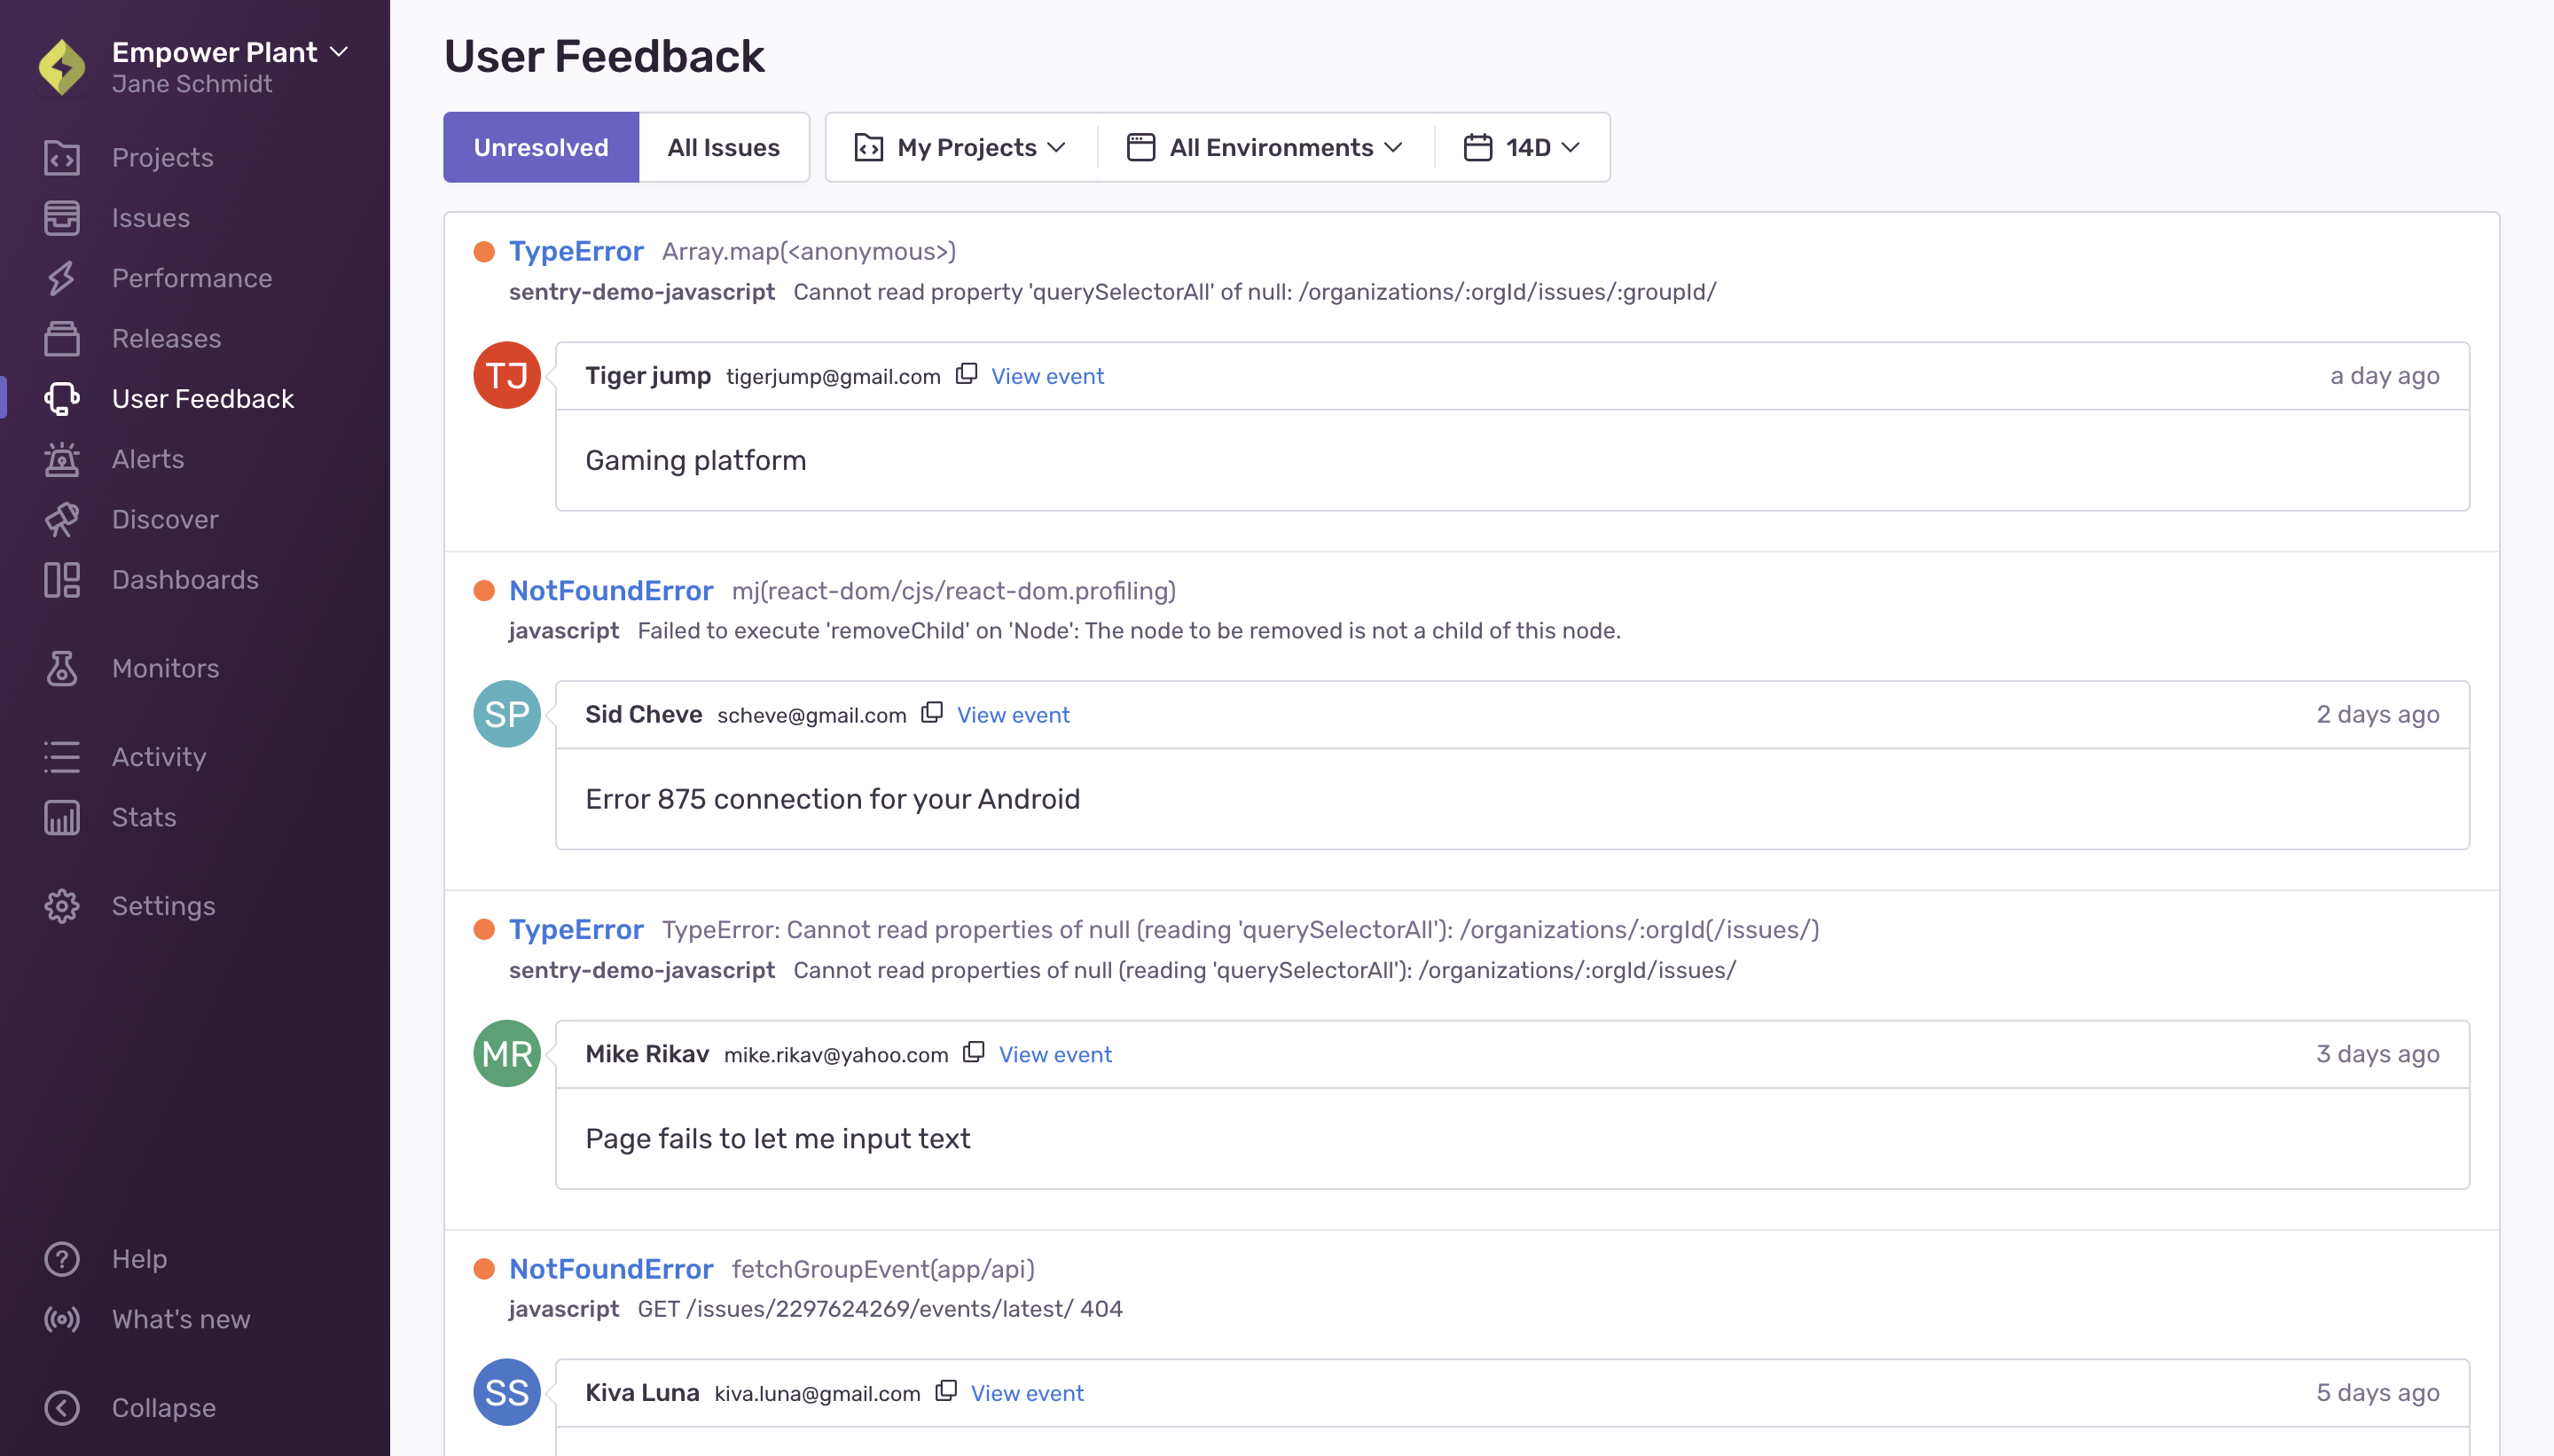 Empower Plant
Jane Schmidt
Projects
Issues
Performance
Releases
User Feedback
Alerts
Discover
Dashboards
Monitors
Activity
Stats
Settings
Help
What's new
Collapse
User Feedback
Unresolved All Issues My Projects All Environments 14D
TypeError Array.map(<anonymous>)
sentry-demo-javascript Cannot read property 'querySelectorAll' of null: /organizations/:orgId/issues/:groupId/
TJ Tiger jump tigerjump@gmail.com View event a day ago
Gaming platform
NotFoundError mj(react-dom/cjs/react-dom.profiling)
javascript Failed to execute 'removeChild' on 'Node': The node to be removed is not a child of this node.
SP Sid Cheve scheve@gmail.com View event 2 days ago
Error 875 connection for your Android
TypeError TypeError: Cannot read properties of null (reading 'querySelectorAll'): /organizations/:orgId(/issues/)
sentry-demo-javascript Cannot read properties of null (reading 'querySelectorAll'): /organizations/:orgId/issues/
MR Mike Rikav mike.rikav@yahoo.com View event 3 days ago
Page fails to let me input text
NotFoundError fetchGroupEvent(app/api)
javascript GET /issues/2297624269/events/latest/ 404
SS Kiva Luna kiva.luna@gmail.com View event 5 days ago